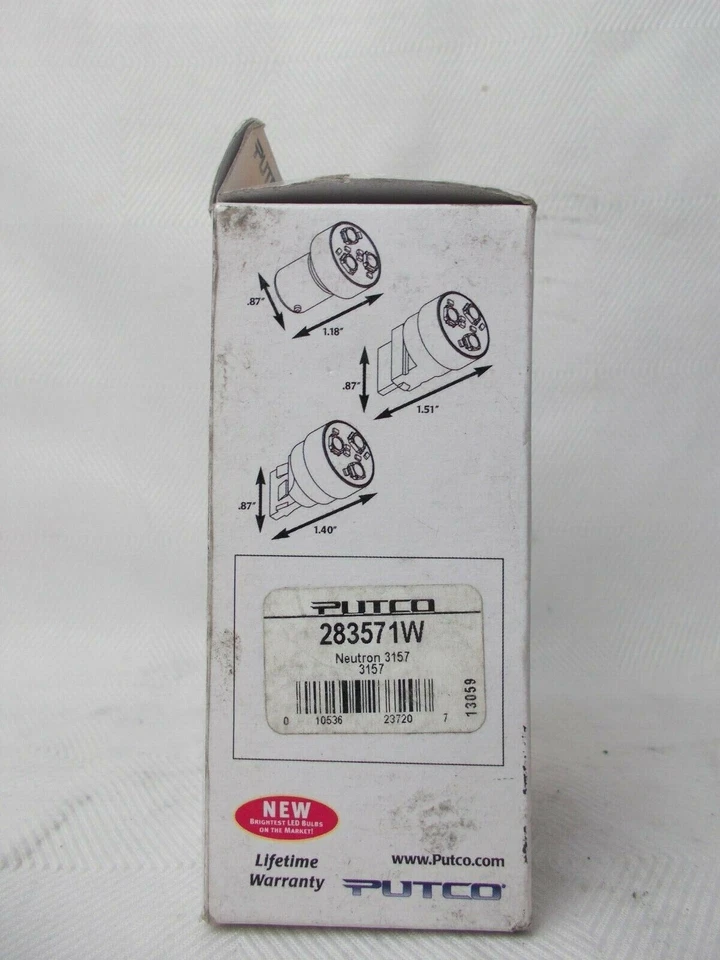 PUTCO
.87"
1.18"
.87"
1.51"
.87"
1.40"
PUTCO
283571W
Neutron 3157
3157
0 10536 23720 7
13059
NEW
BRIGHTEST LED BULBS
ON THE MARKET!
Lifetime
Warranty
www.Putco.com
PUTCO